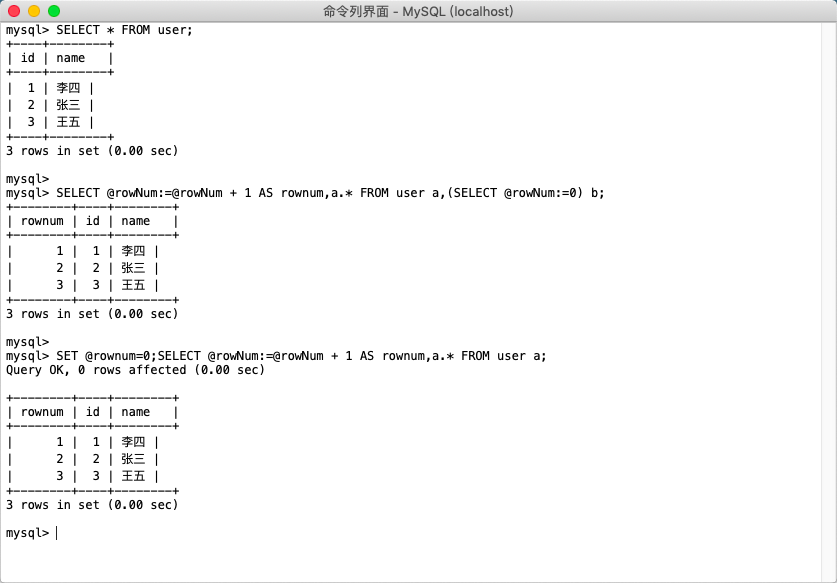 命令列界面 - MySQL (localhost)
mysql> SELECT * FROM user;
+----+--------+
| id | name   |
+----+--------+
|  1 | 李四 |
|  2 | 张三 |
|  3 | 王五 |
+----+--------+
3 rows in set (0.00 sec)
mysql>
mysql> SELECT @rowNum:=@rowNum + 1 AS rownum,a.* FROM user a,(SELECT @rowNum:=0) b;
+--------+----+--------+
| rownum | id | name   |
+--------+----+--------+
|      1 |  1 | 李四 |
|      2 |  2 | 张三 |
|      3 |  3 | 王五 |
+--------+----+--------+
3 rows in set (0.00 sec)
mysql>
mysql> SET @rownum=0;SELECT @rowNum:=@rowNum + 1 AS rownum,a.* FROM user a;
Query OK, 0 rows affected (0.00 sec)
+--------+----+--------+
| rownum | id | name   |
+--------+----+--------+
|      1 |  1 | 李四 |
|      2 |  2 | 张三 |
|      3 |  3 | 王五 |
+--------+----+--------+
3 rows in set (0.00 sec)
mysql>